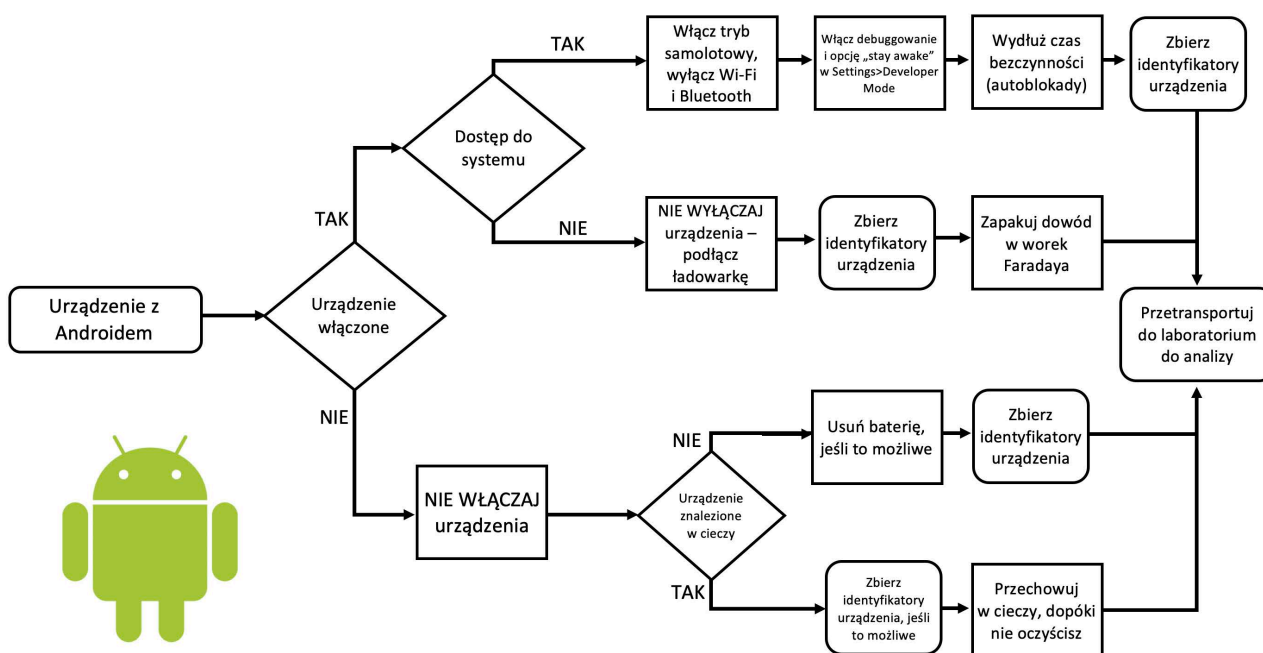 Urządzenie z
Androidem
Urządzenie
włączone
TAK
NIE
Dostęp do
systemu
TAK
NIE
Włącz tryb
samolotowy,
wyłącz Wi-Fi
i Bluetooth
Włącz debuggowanie
i opcję „stay awake”
w Settings>Developer
Mode
Wydłuż czas
bezczynności
(autoblokady)
Zbierz
identyfikatory
urządzenia
NIE WYŁĄCZAJ
urządzenia –
podłącz
ładowarkę
Zbierz
identyfikatory
urządzenia
Zapakuj dowód
w worek
Faradaya
Przetransportuj
do laboratorium
do analizy
NIE WŁĄCZAJ
urządzenia
Urządzenie
znalezione
w cieczy
NIE
TAK
Usuń baterię,
jeśli to możliwe
Zbierz
identyfikatory
urządzenia
Zbierz
identyfikatory
urządzenia, jeśli
to możliwe
Przechowuj
w cieczy, dopóki
nie oczyścisz